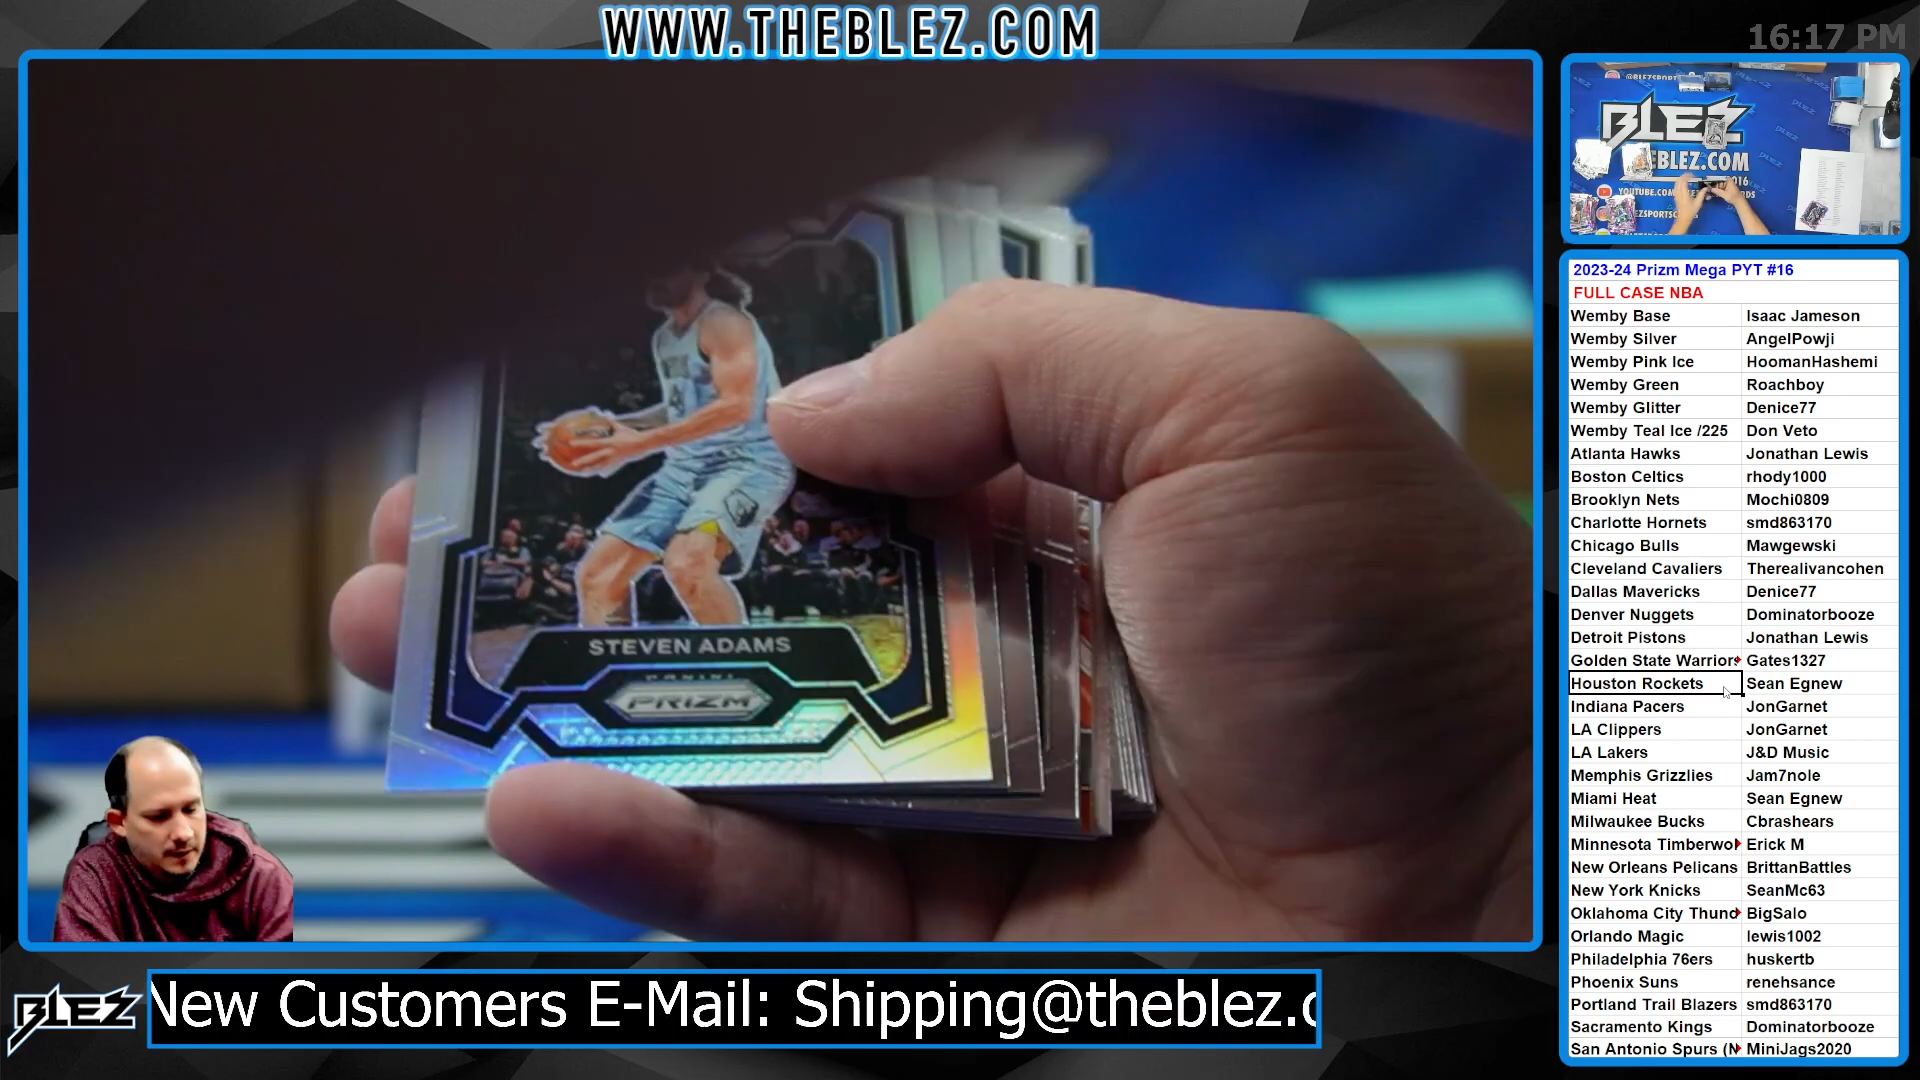 WWW.THEBLEZ.COM
16:17 PM
BLEZ
EBLEZ.COM
2023-24 Prizm Mega PYT #16
FULL CASE NBA
Wemby Base Isaac Jameson
Wemby Silver AngelPowji
Wemby Pink Ice HoomanHashemi
Wemby Green Roachboy
Wemby Glitter Denice77
Wemby Teal Ice /225 Don Veto
Atlanta Hawks Jonathan Lewis
Boston Celtics rhody1000
Brooklyn Nets Mochi0809
Charlotte Hornets smd863170
Chicago Bulls Mawgewski
Cleveland Cavaliers Therealivancohen
Dallas Mavericks Denice77
Denver Nuggets Dominatorbooze
Detroit Pistons Jonathan Lewis
Golden State Warriors Gates1327
Houston Rockets Sean Egnew
Indiana Pacers JonGarnet
LA Clippers JonGarnet
LA Lakers J&D Music
Memphis Grizzlies Jam7nole
Miami Heat Sean Egnew
Milwaukee Bucks Cbrashears
Minnesota Timberwol Erick M
New Orleans Pelicans BrittanBattles
New York Knicks SeanMc63
Oklahoma City Thund BigSalo
Orlando Magic lewis1002
Philadelphia 76ers huskertb
Phoenix Suns renehsance
Portland Trail Blazers smd863170
Sacramento Kings Dominatorbooze
San Antonio Spurs (N MiniJags2020
STEVEN ADAMS
PANINI
PRIZM
BLEZ
New Customers E-Mail: Shipping@theblez.c